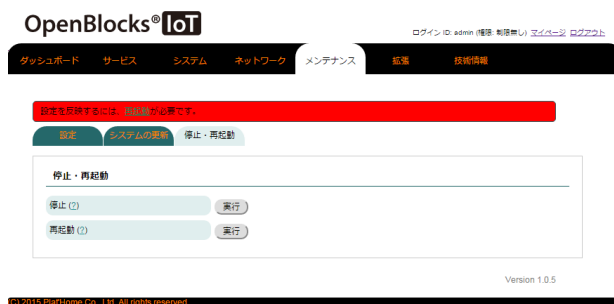 OpenBlocks® IoT
ログイン ID: admin (権限: 制限無し) マイページ ログアウト
ダッシュボード サービス システム ネットワーク メンテナンス 拡張 技術情報
設定を反映するには、再起動が必要です。
設定 システムの更新 停止・再起動
停止・再起動
停止 (?) 実行
再起動 (?) 実行
Version 1.0.5
(C) 2015 Plat'Home Co., Ltd. All rights reserved.